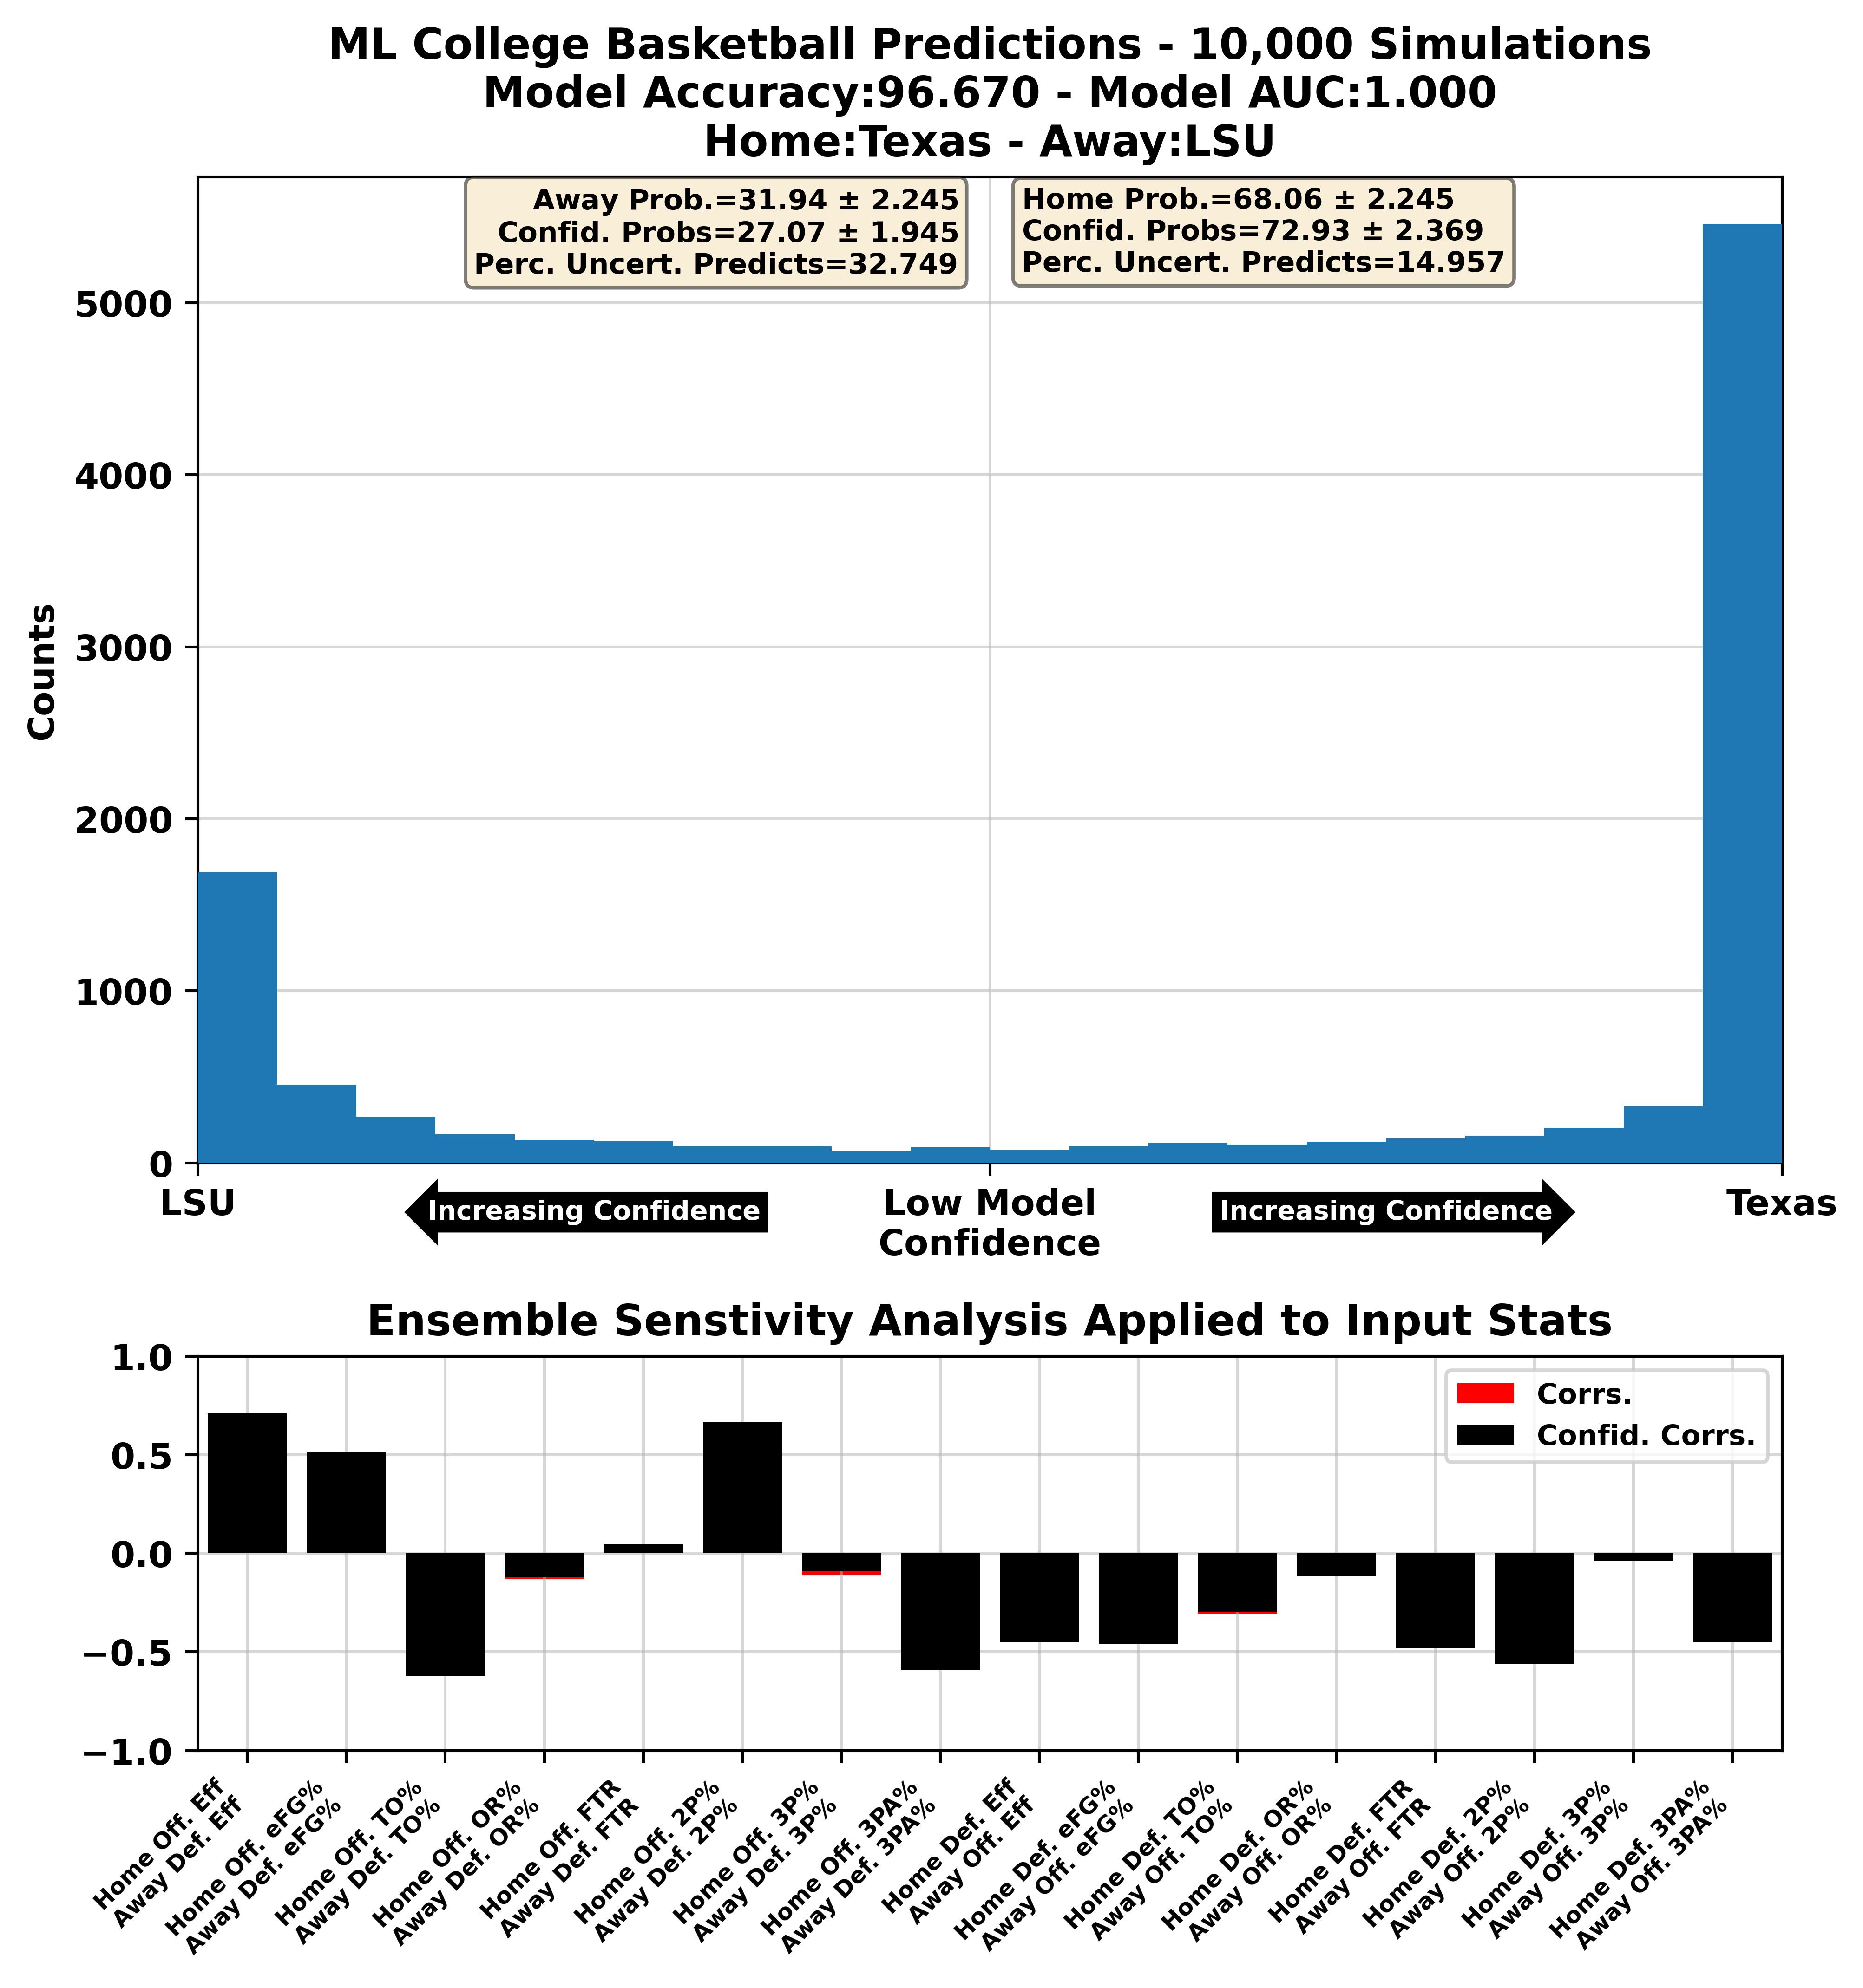 ML College Basketball Predictions - 10,000 Simulations
Model Accuracy:96.670 - Model AUC:1.000
Home:Texas - Away:LSU
Away Prob.=31.94 ± 2.245
Confid. Probs=27.07 ± 1.945
Perc. Uncert. Predicts=32.749
Home Prob.=68.06 ± 2.245
Confid. Probs=72.93 ± 2.369
Perc. Uncert. Predicts=14.957
Counts
5000
4000
3000
2000
1000
0
LSU
Increasing Confidence
Low Model
Confidence
Increasing Confidence
Texas
Ensemble Senstivity Analysis Applied to Input Stats
1.0
0.5
0.0
−0.5
−1.0
Corrs.
Confid. Corrs.
Home Off. Eff
Away Def. Eff
Home Off. eFG%
Away Def. eFG%
Home Off. TO%
Away Def. TO%
Home Off. OR%
Away Def. OR%
Home Off. FTR
Away Def. FTR
Home Off. 2P%
Away Def. 2P%
Home Off. 3P%
Away Def. 3P%
Home Off. 3PA%
Away Def. 3PA%
Home Def. Eff
Away Off. Eff
Home Def. eFG%
Away Off. eFG%
Home Def. TO%
Away Off. TO%
Home Def. OR%
Away Off. OR%
Home Def. FTR
Away Off. FTR
Home Def. 2P%
Away Off. 2P%
Home Def. 3P%
Away Off. 3P%
Home Def. 3PA%
Away Off. 3PA%